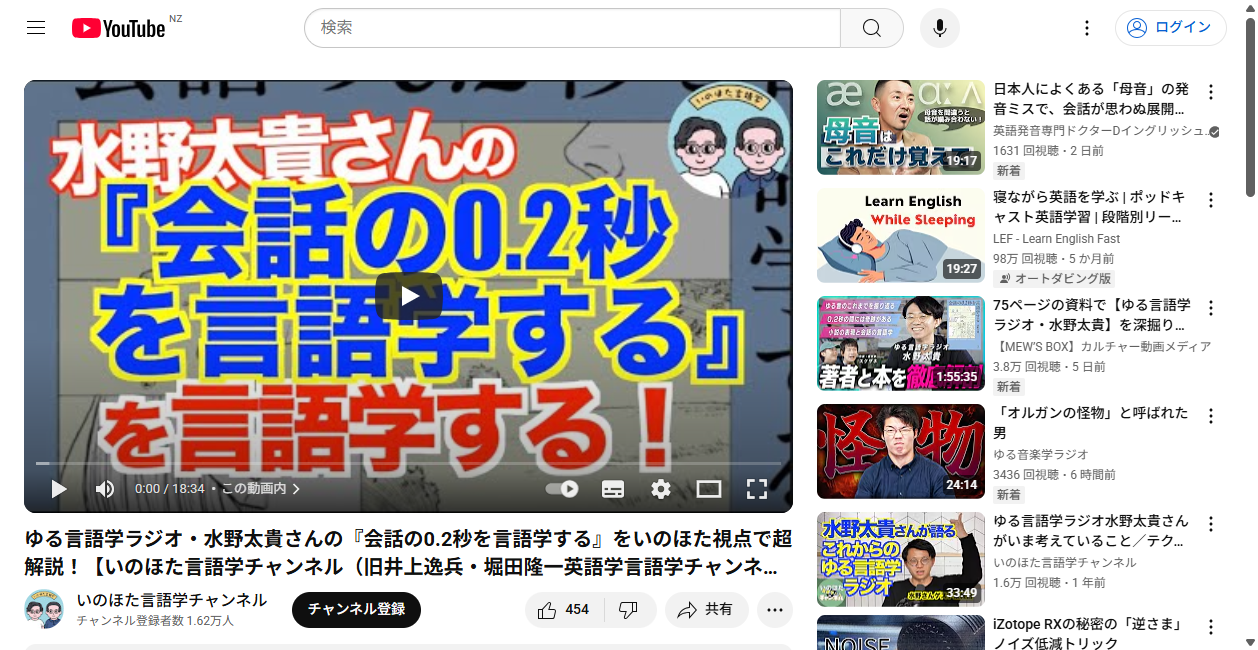 YouTube NZ
検索
ログイン
いのほた言語学
水野太貴さんの
『会話の0.2秒
を言語学する』
を言語学する！
0:00 / 18:34・この動画内
ゆる言語学ラジオ・水野太貴さんの『会話の0.2秒を言語学する』をいのほた視点で超
解説！【いのほた言語学チャンネル（旧井上逸兵・堀田隆一英語学言語学チャンネ...
いのほた言語学チャンネル
チャンネル登録者数 1.62万人
チャンネル登録
454
共有
æ ɑː ʌ
母音を間違うと
話が噛み合わない！
母音は
これだけ覚えて
19:17
日本人によくある「母音」の発
音ミスで、会話が思わぬ展開...
英語発音専門ドクターDイングリッシュ...
1631 回視聴・2 日前
新着
Learn English
While Sleeping
19:27
寝ながら英語を学ぶ | ポッドキ
ャスト英語学習 | 段階別リー...
LEF - Learn English Fast
98万 回視聴・5 か月前
オートダビング版
ゆる言語学ラジオ
水野太貴
著者と本を徹底
1:55:35
75ページの資料で【ゆる言語学
ラジオ・水野太貴】を深掘り...
【MEW'S BOX】カルチャー動画メディア
3.8万 回視聴・5 日前
新着
怪物
24:14
「オルガンの怪物」と呼ばれた
男
ゆる音楽学ラジオ
3436 回視聴・6 時間前
新着
水野太貴さんが語る
これからの
ゆる言語学
ラジオ
33:49
ゆる言語学ラジオ水野太貴さん
がいま考えていること／テク...
いのほた言語学チャンネル
1.6万 回視聴・1 年前
NOISE
iZotope RXの秘密の「逆さま」
ノイズ低減トリック